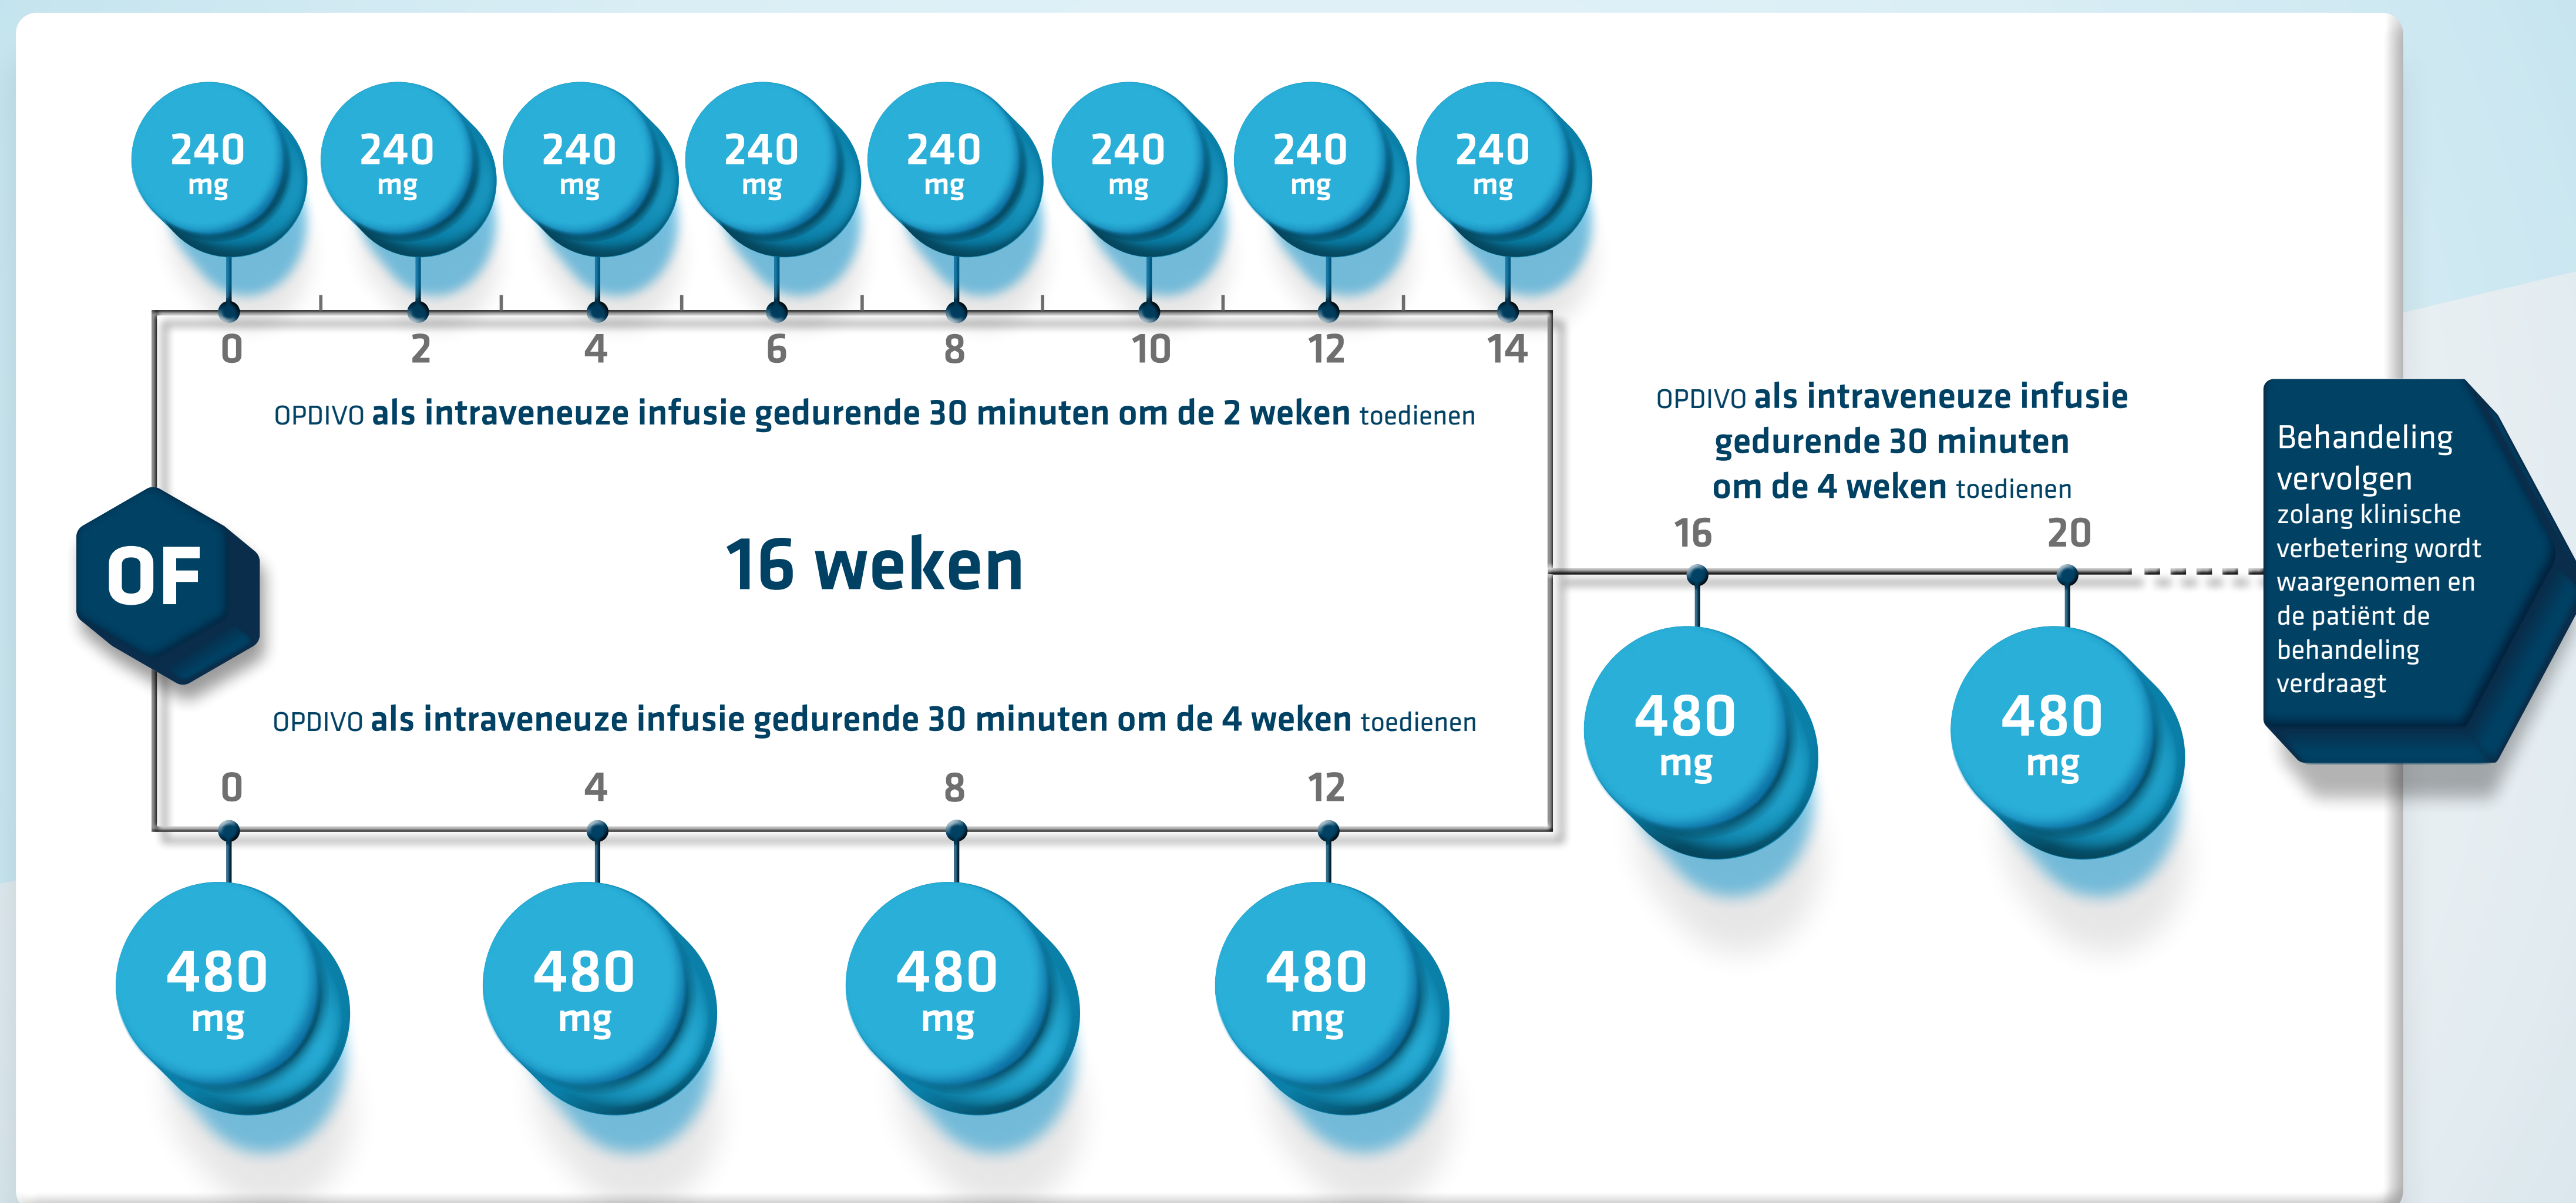 240 mg
240 mg
240 mg
240 mg
240 mg
240 mg
240 mg
240 mg
0 2 4 6 8 10 12 14
OPDIVO als intraveneuze infusie gedurende 30 minuten om de 2 weken toedienen
OF
16 weken
OPDIVO als intraveneuze infusie gedurende 30 minuten om de 4 weken toedienen
0 4 8 12
480 mg
480 mg
480 mg
480 mg
OPDIVO als intraveneuze infusie
gedurende 30 minuten
om de 4 weken toedienen
16 20
480 mg
480 mg
Behandeling
vervolgen
zolang klinische
verbetering wordt
waargenomen en
de patiënt de
behandeling
verdraagt